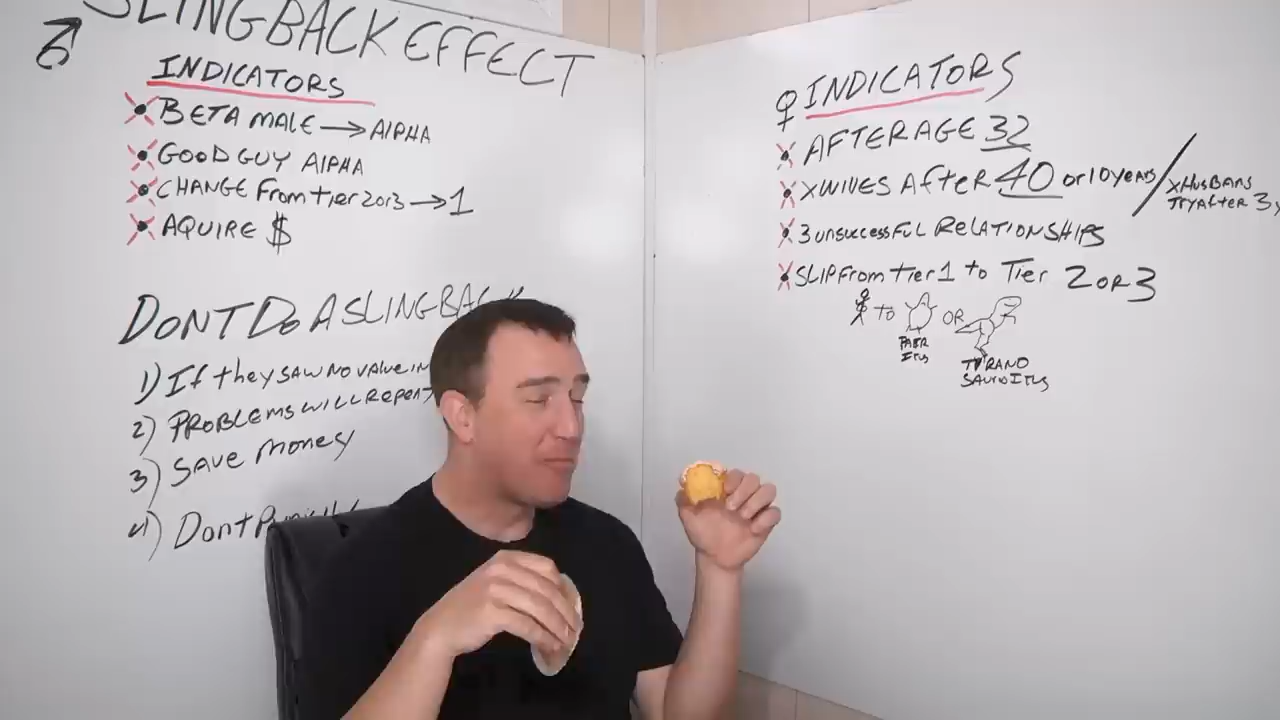 SLINGBACK EFFECT
INDICATORS
BETA MALE → AlPHA
GOOD GUY AlPHA
CHANGE From tier 2 or 3 → 1
AQUIRE $
DONT Do A SLINGBACK
1) If they SAW NO VALUE IN
2) PROBLEMS WILL REPEAT
3) SAVE MONEY
4) Dont
♀ INDICATORS
AFTER AGE 32
XWIVES AfteR 40 or 10 YEARS / XHusBANS
TRY AfteR 3
3 unsuccessful RELATIONSHIPS
SLIP From tier 1 to Tier 2 OR 3
to OR